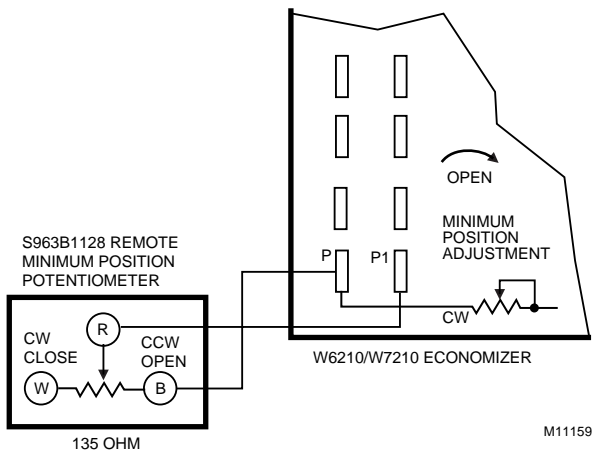 OPEN
MINIMUM
POSITION
ADJUSTMENT
P
P1
CW
W6210/W7210 ECONOMIZER
S963B1128 REMOTE
MINIMUM POSITION
POTENTIOMETER
R
CW
CLOSE
CCW
OPEN
W
B
135 OHM
M11159